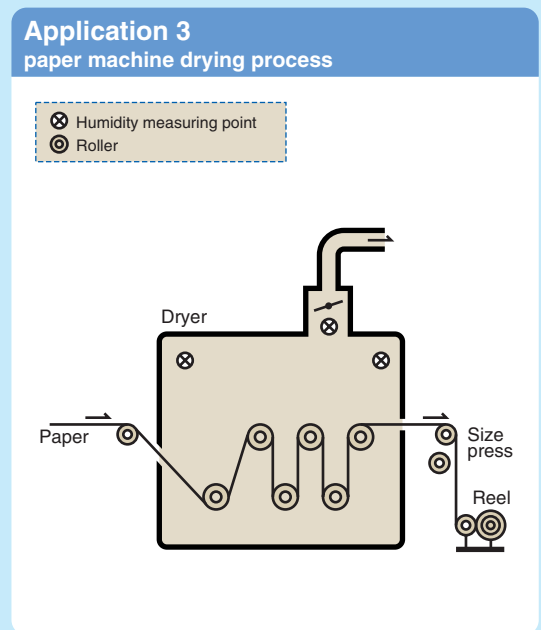 Application 3
paper machine drying process
Humidity measuring point
Roller
Dryer
Paper
Size
press
Reel